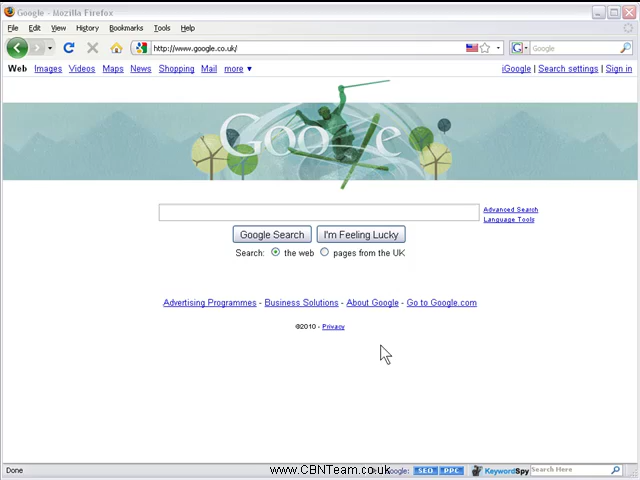 Google - Mozilla Firefox
File Edit View History Bookmarks Tools Help
http://www.google.co.uk/ Google
Web Images Videos Maps News Shopping Mail more ▼ iGoogle | Search settings | Sign in
Google
Advanced Search
Language Tools
Google Search I'm Feeling Lucky
Search: the web pages from the UK
Advertising Programmes - Business Solutions - About Google - Go to Google.com
©2010 - Privacy
Done www.CBNTeam.co.uk Google: SEO PPC KeywordSpy Search Here